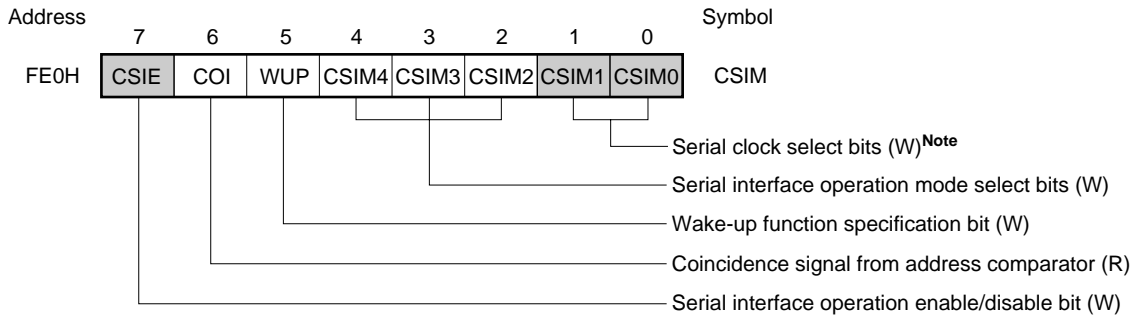 Address Symbol
7 6 5 4 3 2 1 0
FE0H CSIE COI WUP CSIM4 CSIM3 CSIM2 CSIM1 CSIM0 CSIM
Serial clock select bits (W)Note
Serial interface operation mode select bits (W)
Wake-up function specification bit (W)
Coincidence signal from address comparator (R)
Serial interface operation enable/disable bit (W)